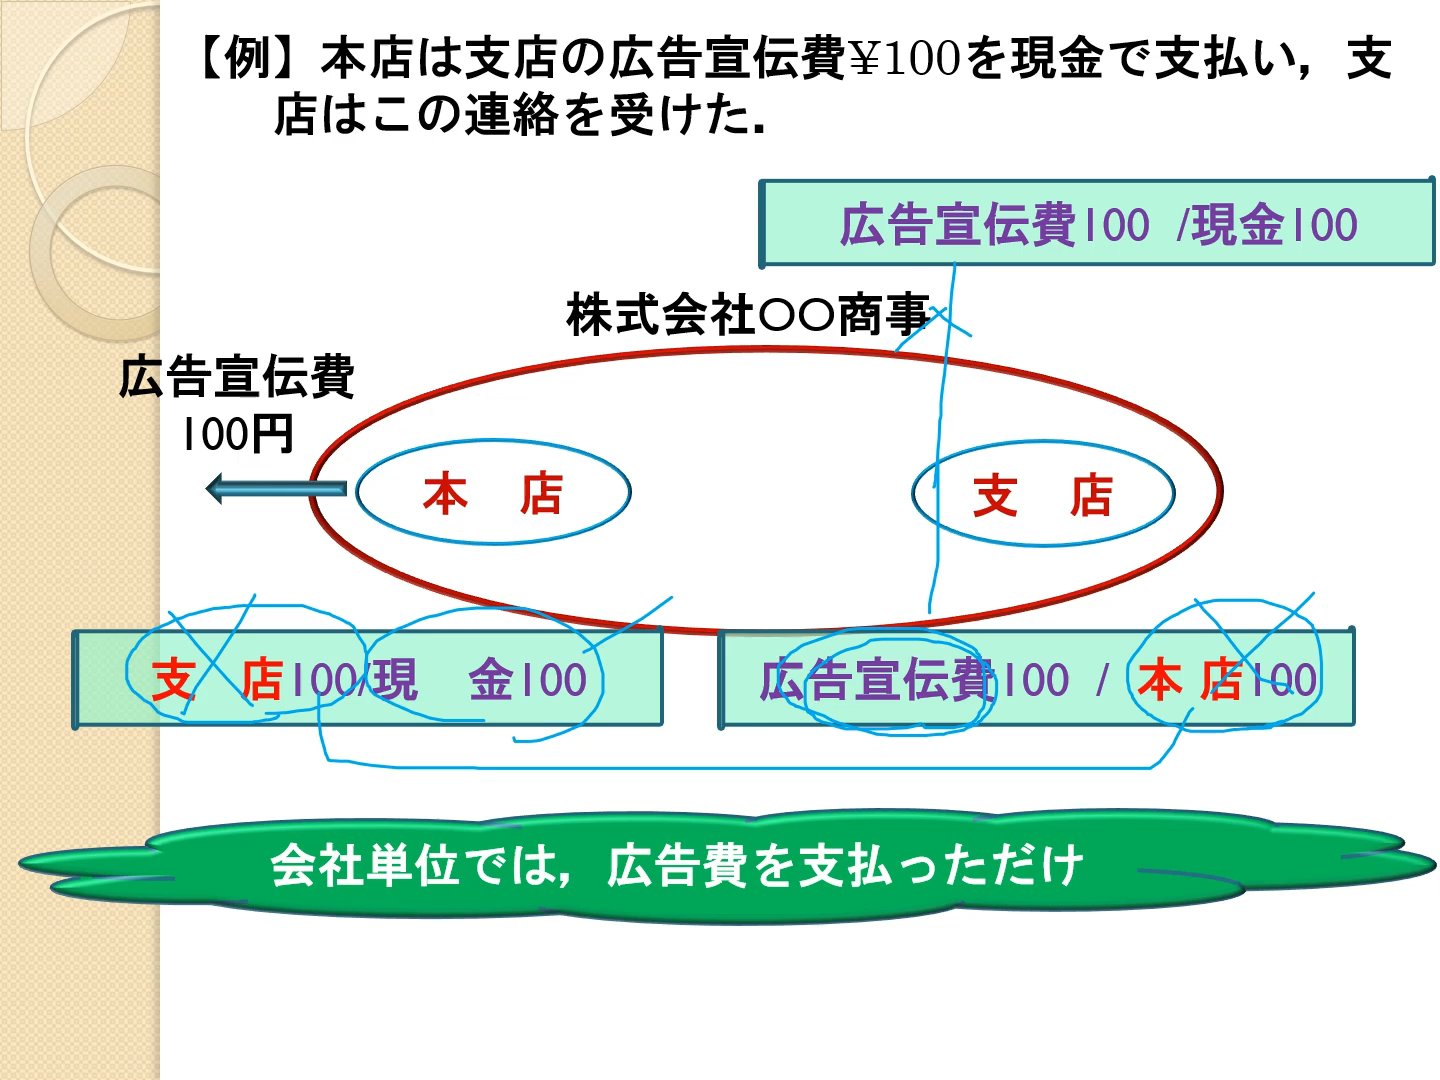 【例】本店は支店の広告宣伝費¥100を現金で支払い，支
店はこの連絡を受けた．
広告宣伝費100 /現金100
株式会社○○商事
広告宣伝費
100円
本　店
支　店
支　店100/現　金100
広告宣伝費100 / 本 店100
会社単位では，広告費を支払っただけ